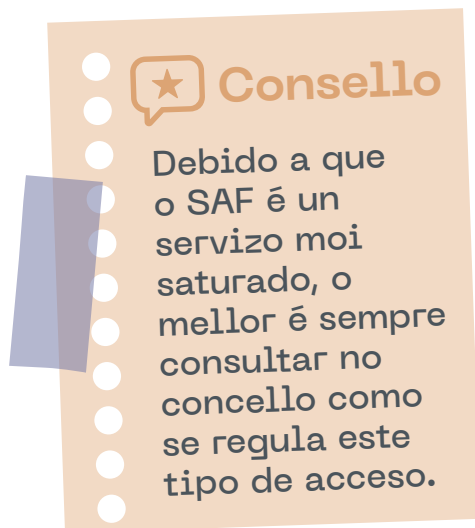 Consello
Debido a que
o SAF é un
servizo moi
saturado, o
mellor é sempre
consultar no
concello como
se regula este
tipo de acceso.